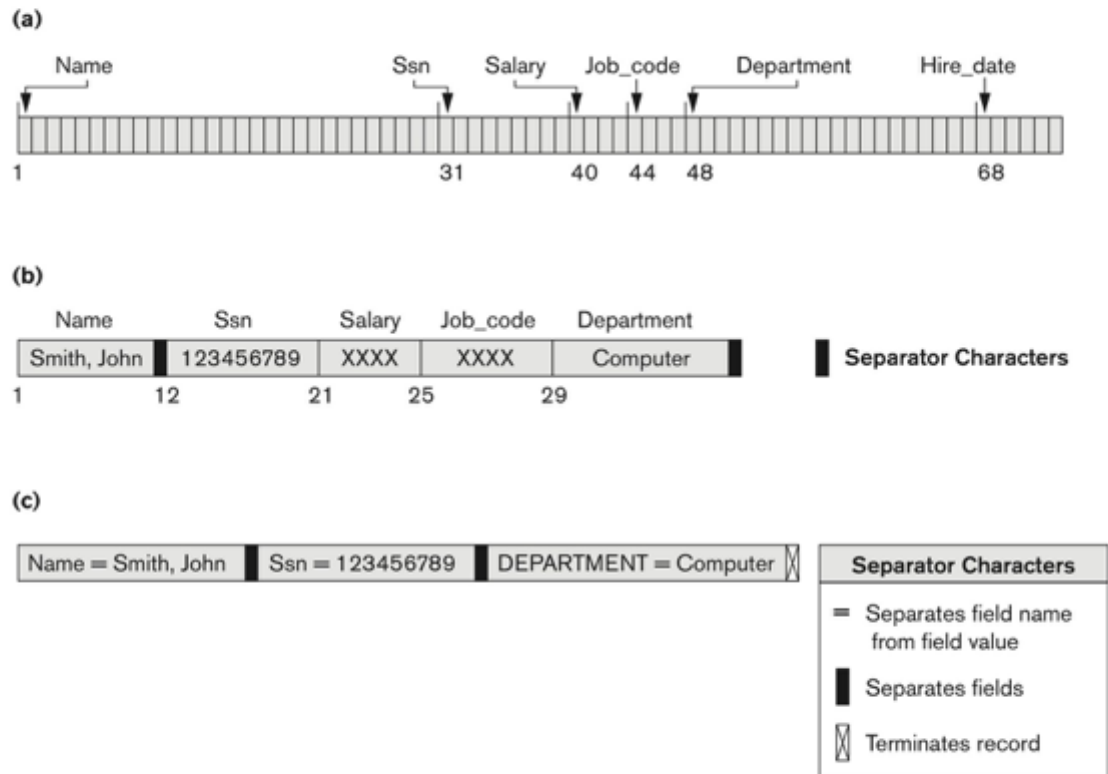 (a)
Name Ssn Salary Job_code Department Hire_date
1 31 40 44 48 68
(b)
Name Ssn Salary Job_code Department
Smith, John 123456789 XXXX XXXX Computer Separator Characters
1 12 21 25 29
(c)
Name = Smith, John Ssn = 123456789 DEPARTMENT = Computer
Separator Characters
= Separates field name
from field value
Separates fields
Terminates record